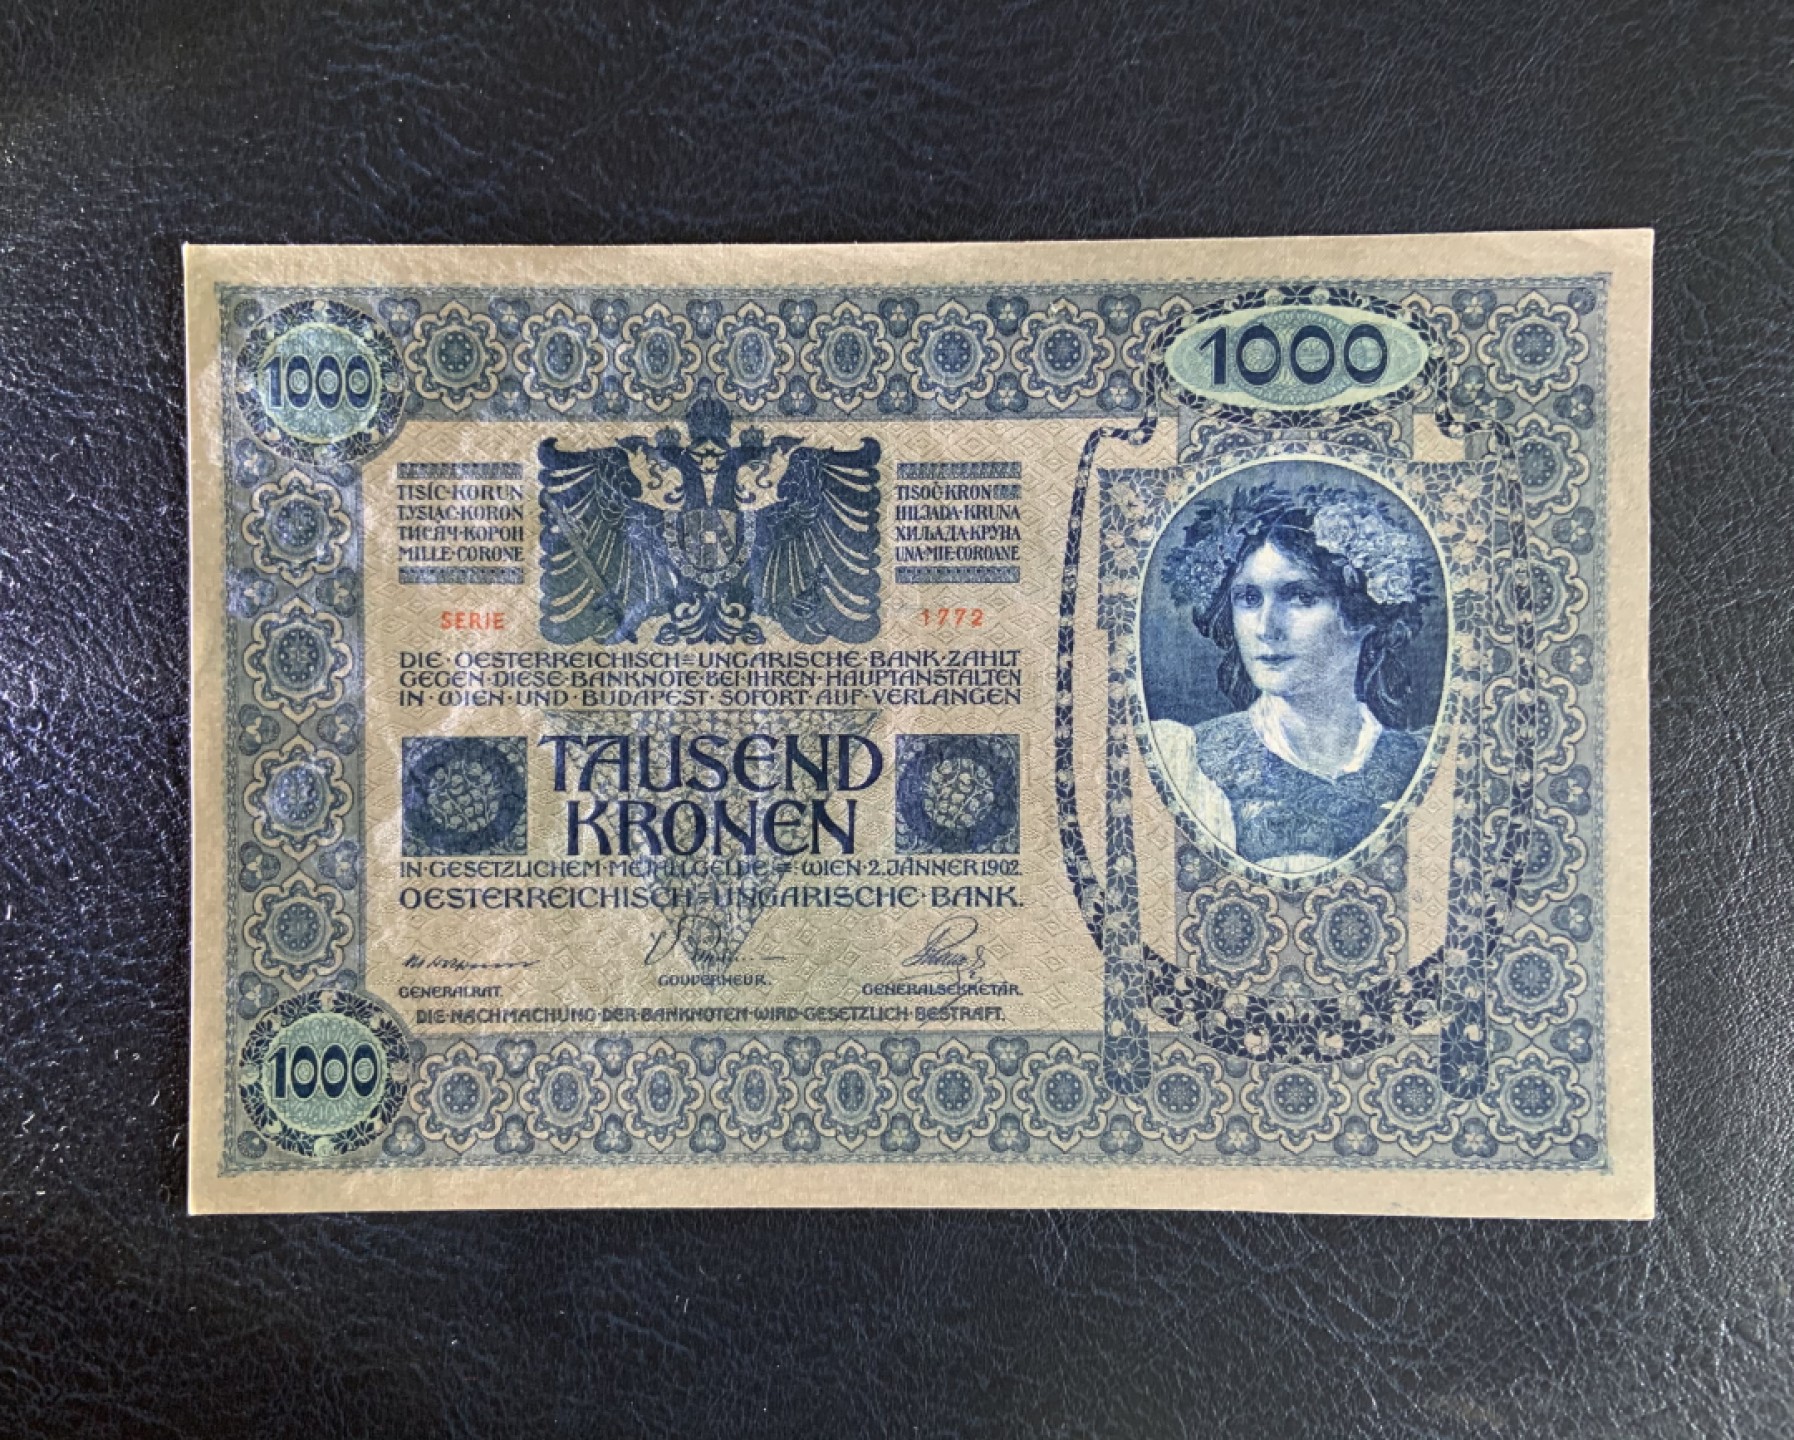 1000
1000
TISÍC·KORUN
TYSIĄC·KORON
ТИСЯЧ·КОРОН
MILLE·CORONE
TISOČ·KRON
HILJADA·KRUNA
ХИЉАДА·КРУНА
UNA·MIE·COROANE
SERIE
1772
DIE·OESTERREICHISCH=UNGARISCHE·BANK·ZAHLT
GEGEN·DIESE·BANKNOTE·BEI·IHREN·HAUPTANSTALTEN
IN·WIEN·UND·BUDAPEST·SOFORT·AUF·VERLANGEN
TAUSEND
KRONEN
IN·GESETZLICHEM·METALLGELDE·=·WIEN·2.JÄNNER 1902.
OESTERREICHISCH=UNGARISCHE·BANK.
GENERALRAT.
GOUVERNEUR.
GENERALSEKRETÄR.
DIE·NACHMACHUNG·DER·BANKNOTEN·WIRD·GESETZLICH·BESTRAFT.
1000